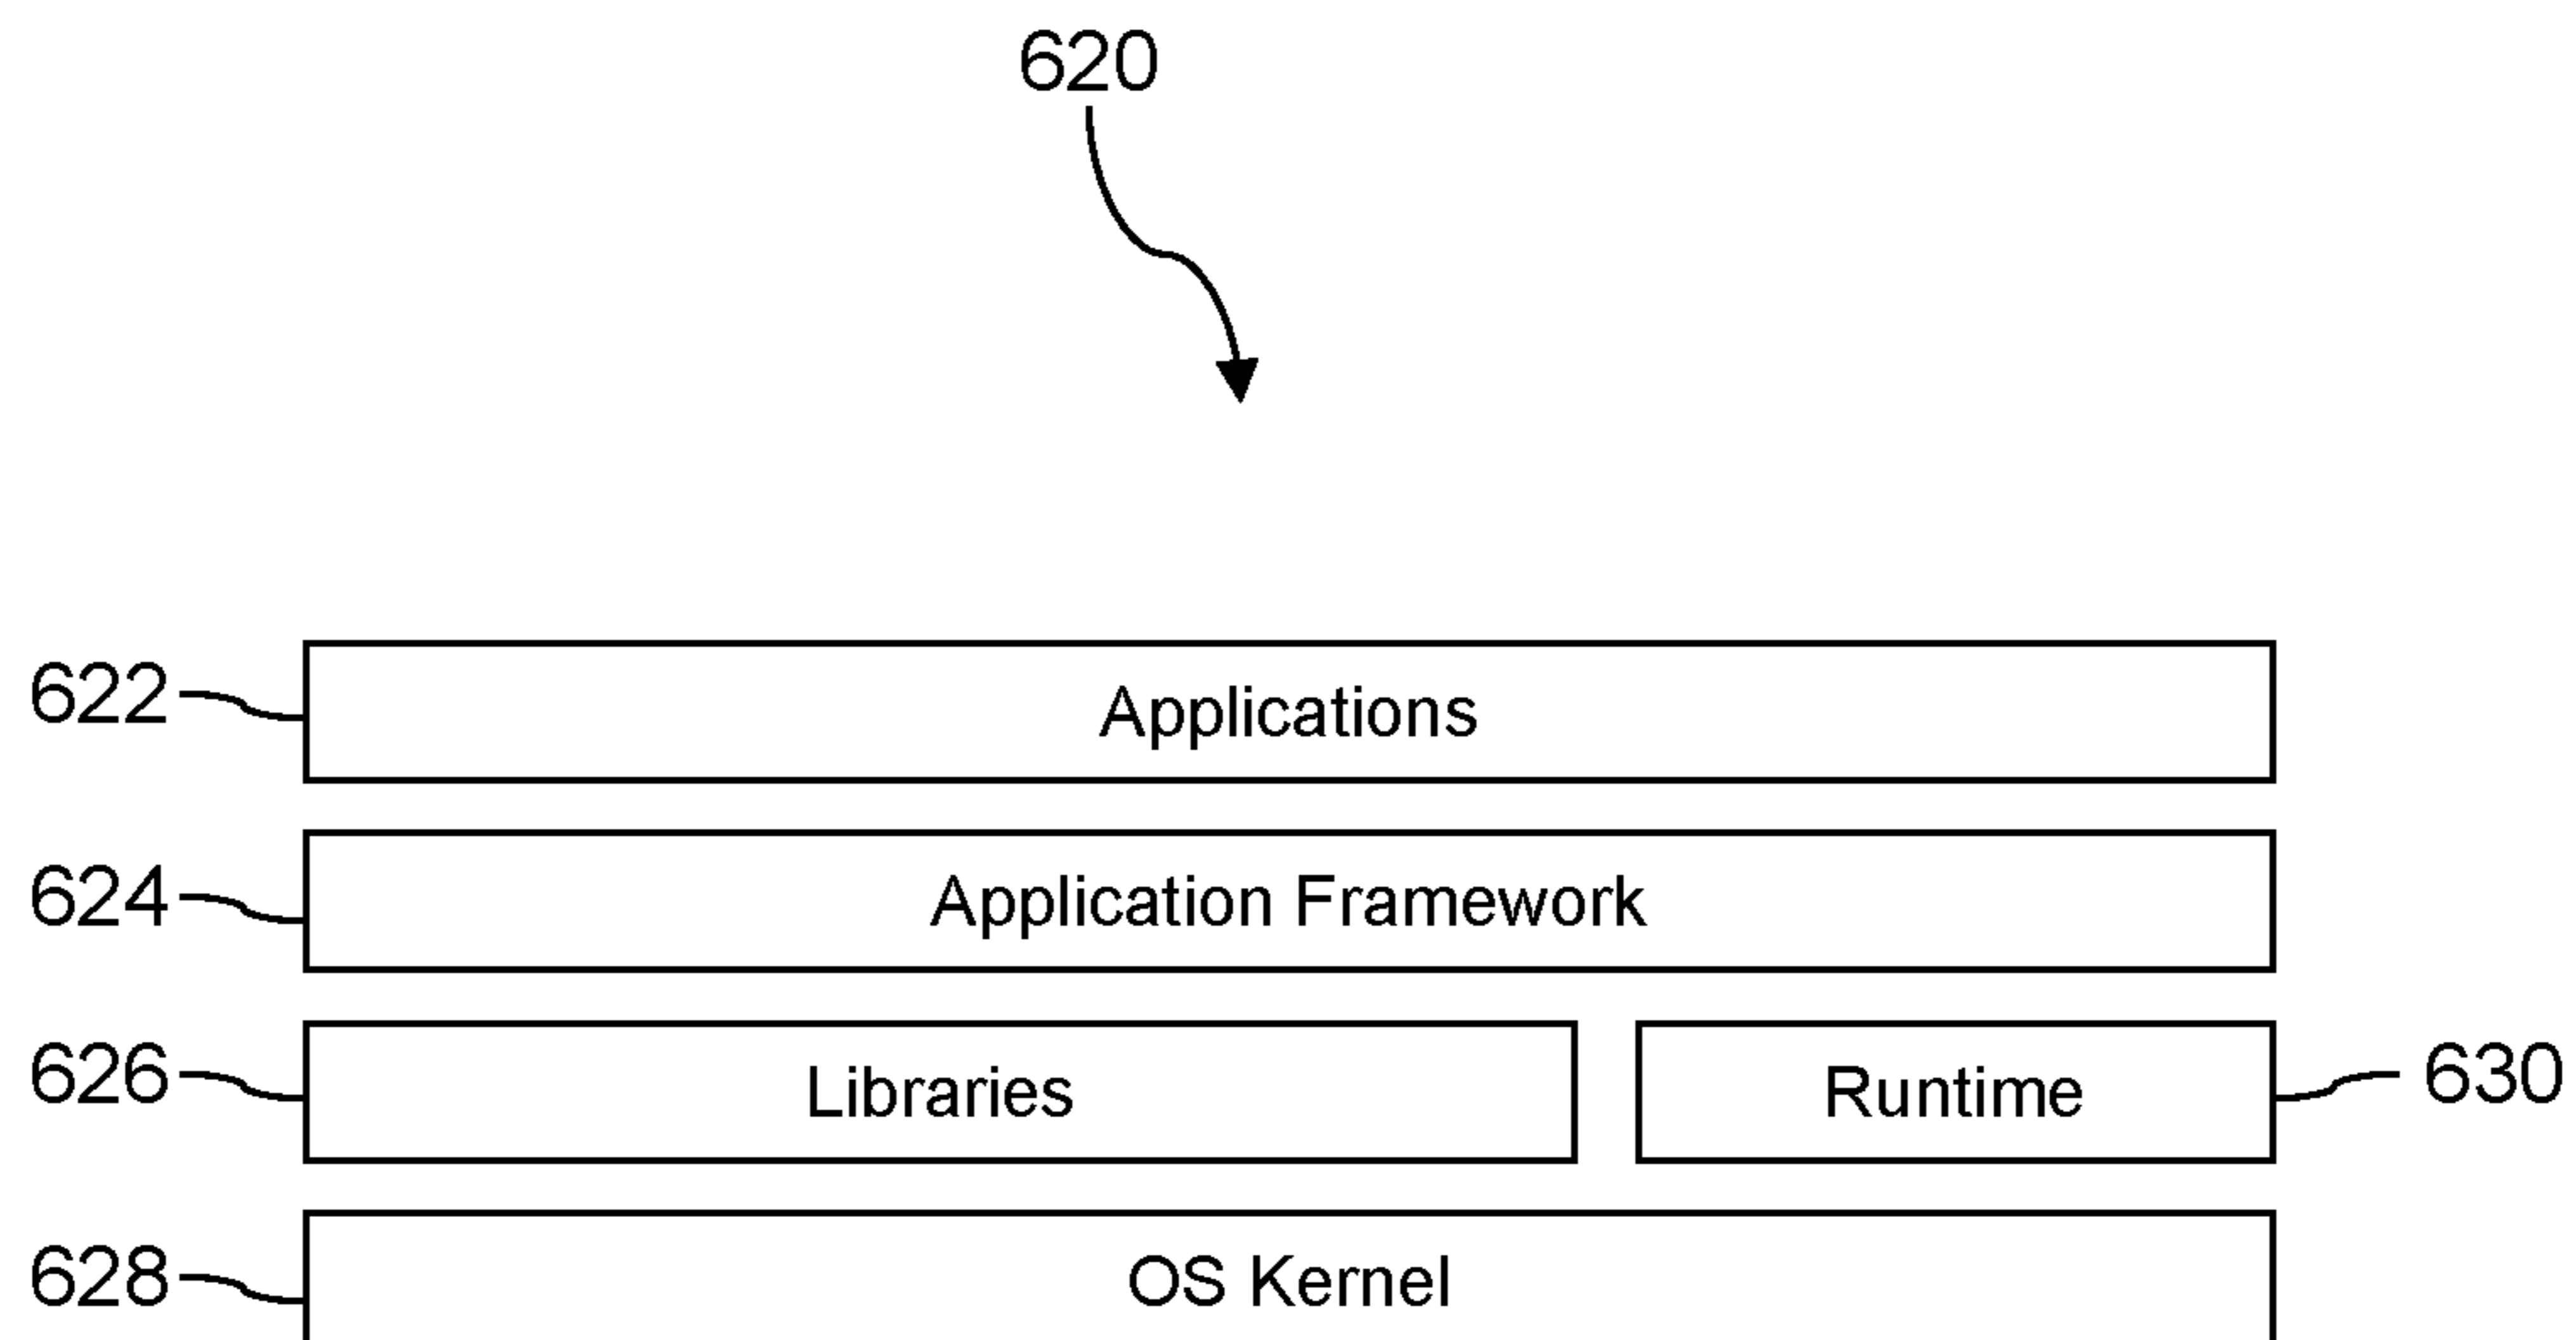 620
622 Applications
624 Application Framework
626 Libraries Runtime 630
628 OS Kernel